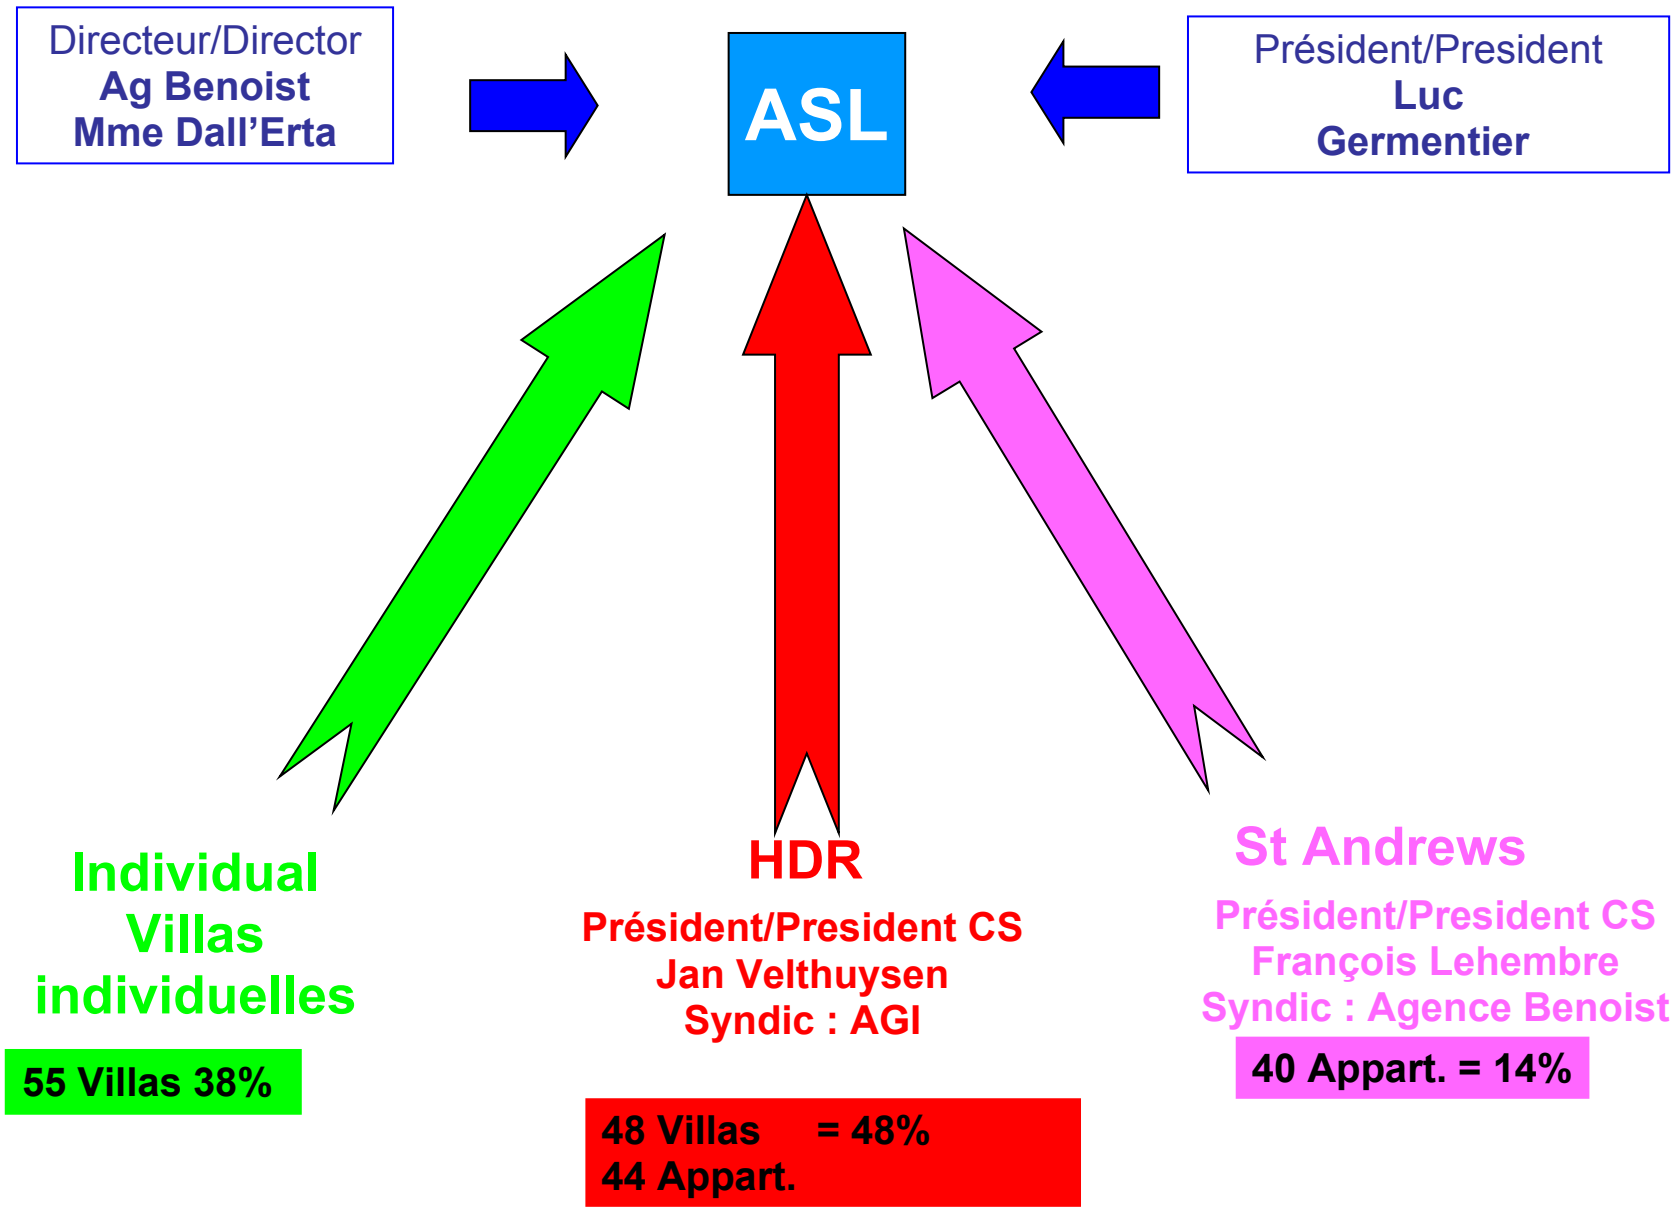 Directeur/Director
Ag Benoist
Mme Dall’Erta
ASL
Président/President
Luc
Germentier
Individual
Villas
individuelles
55 Villas 38%
HDR
Président/President CS
Jan Velthuysen
Syndic : AGI
48 Villas = 48%
44 Appart.
St Andrews
Président/President CS
François Lehembre
Syndic : Agence Benoist
40 Appart. = 14%